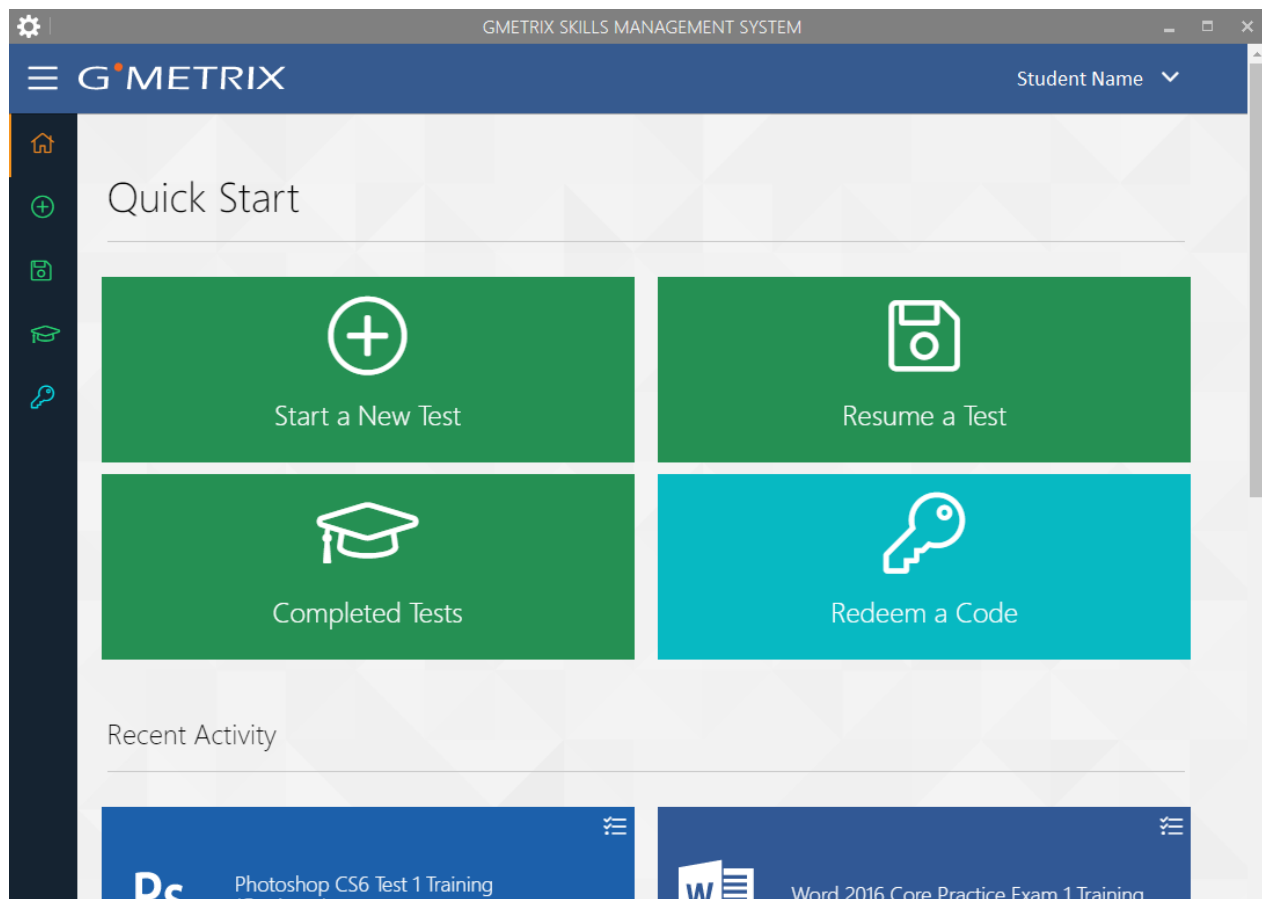 GMETRIX SKILLS MANAGEMENT SYSTEM
GMETRIX
Student Name
Quick Start
Start a New Test
Resume a Test
Completed Tests
Redeem a Code
Recent Activity
Ps
Photoshop CS6 Test 1 Training
W
Word 2016 Core Practice Exam 1 Training